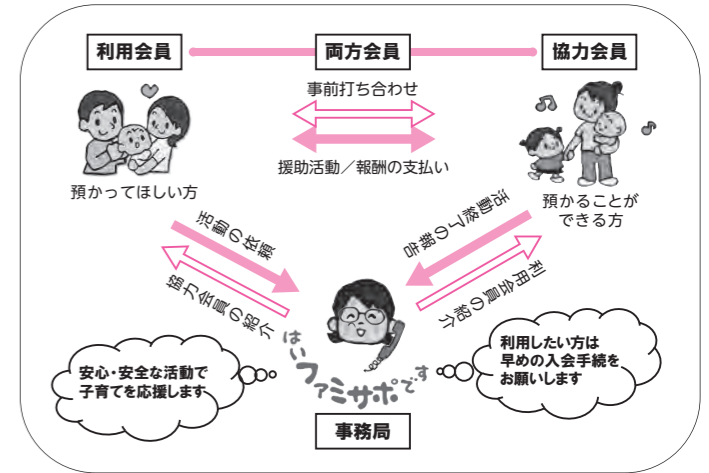 利用会員
両方会員
協力会員
事前打ち合わせ
援助活動／報酬の支払い
預かってほしい方
預かることが
できる方
活動の依頼
協力会員の紹介
活動終了の報告
利用会員の紹介
はい
ファミサポです
安心・安全な活動で
子育てを応援します
利用したい方は
早めの入会手続を
お願いします
事務局